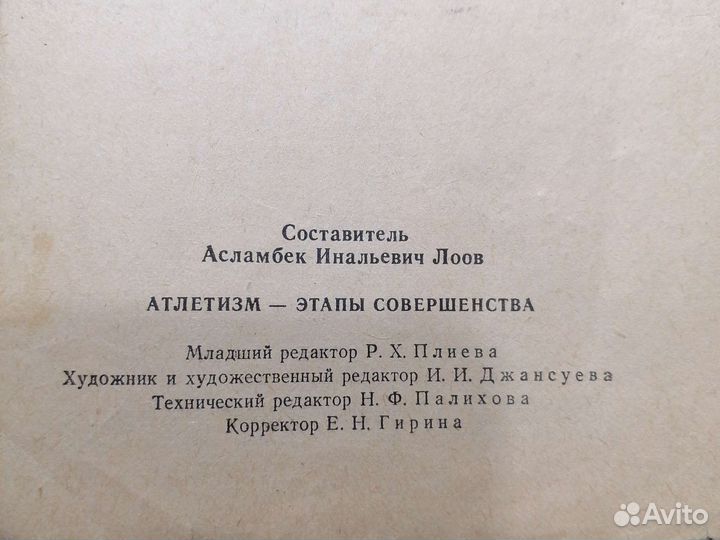 Составитель
Асламбек Инальевич Лоов
АТЛЕТИЗМ — ЭТАПЫ СОВЕРШЕНСТВА
Младший редактор Р. Х. Плиева
Художник и художественный редактор И. И. Джансуева
Технический редактор Н. Ф. Палихова
Корректор Е. Н. Гирина
Avito